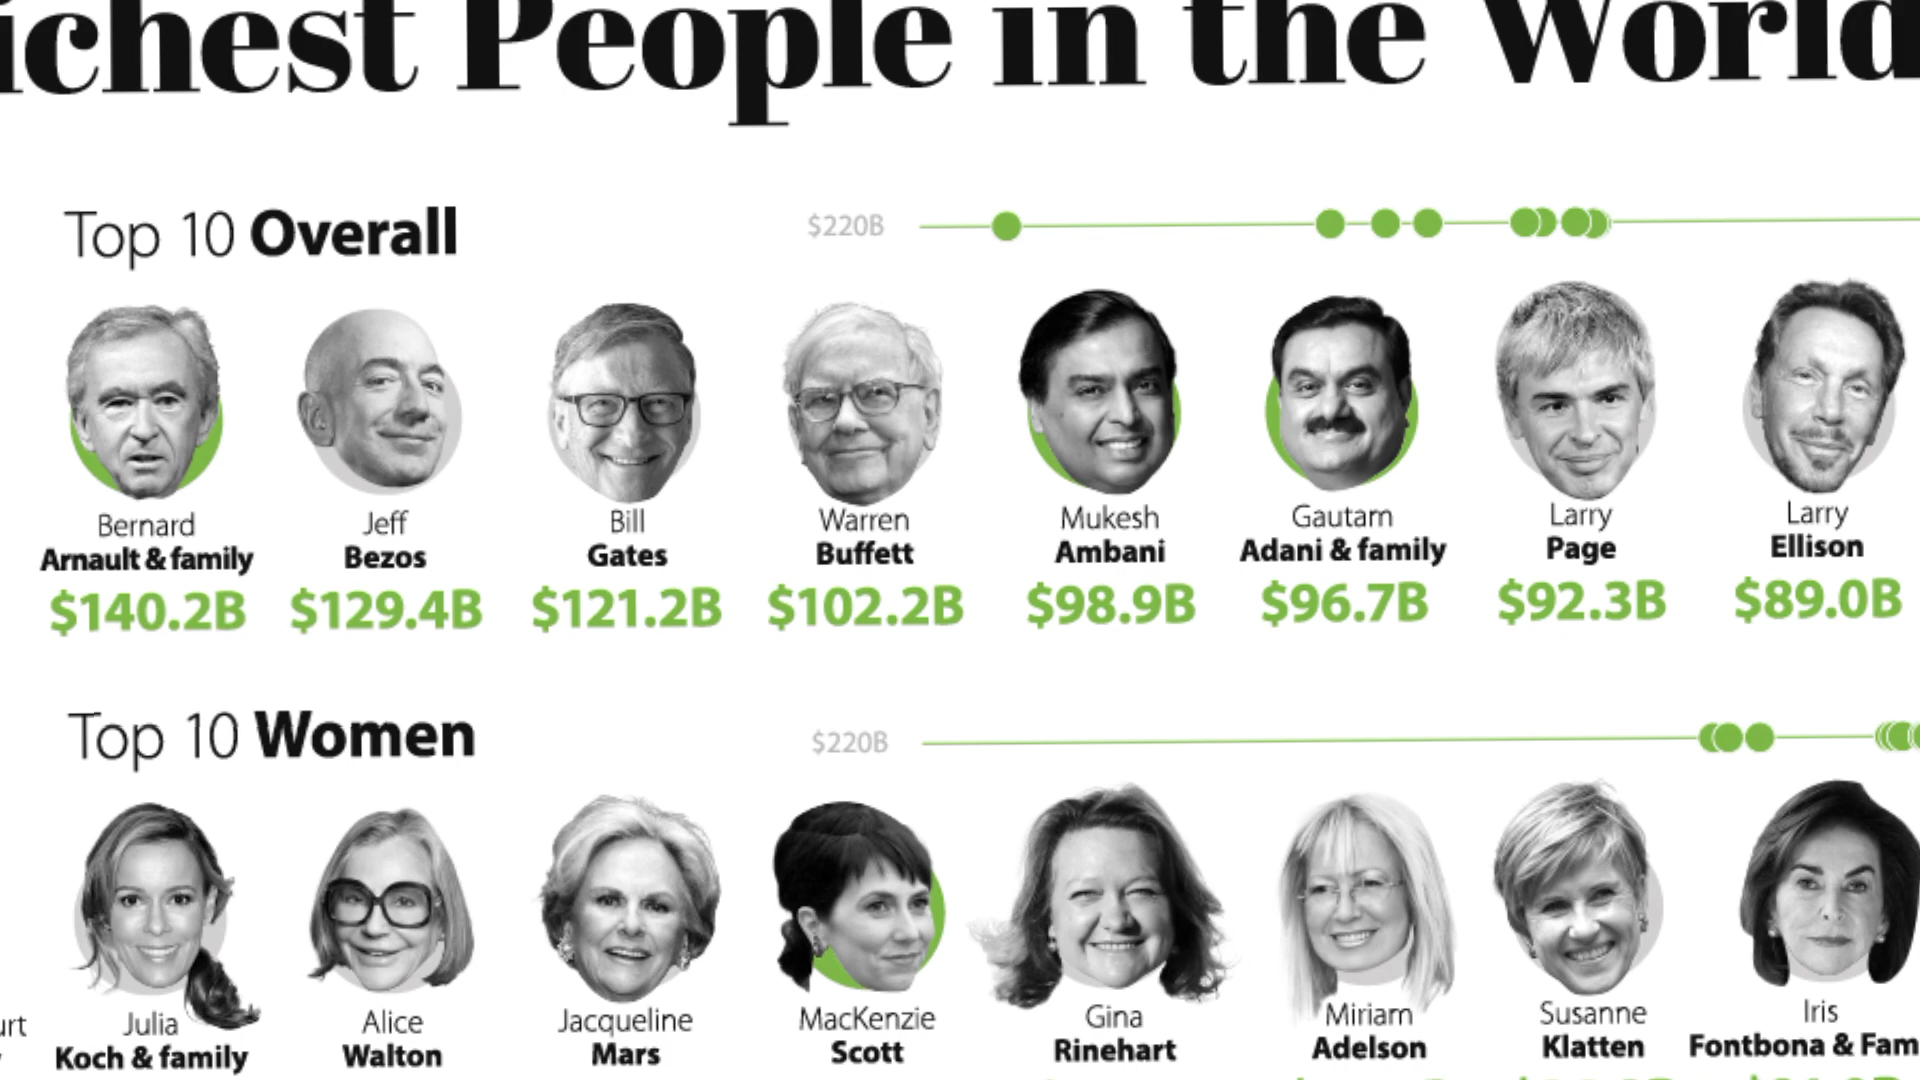 ichest People in the World
Top 10 Overall
$220B
Bernard
Arnault & family
$140.2B
Jeff
Bezos
$129.4B
Bill
Gates
$121.2B
Warren
Buffett
$102.2B
Mukesh
Ambani
$98.9B
Gautam
Adani & family
$96.7B
Larry
Page
$92.3B
Larry
Ellison
$89.0B
Top 10 Women
$220B
urt
Julia
Koch & family
Alice
Walton
Jacqueline
Mars
MacKenzie
Scott
Gina
Rinehart
Miriam
Adelson
Susanne
Klatten
Iris
Fontbona & Fam